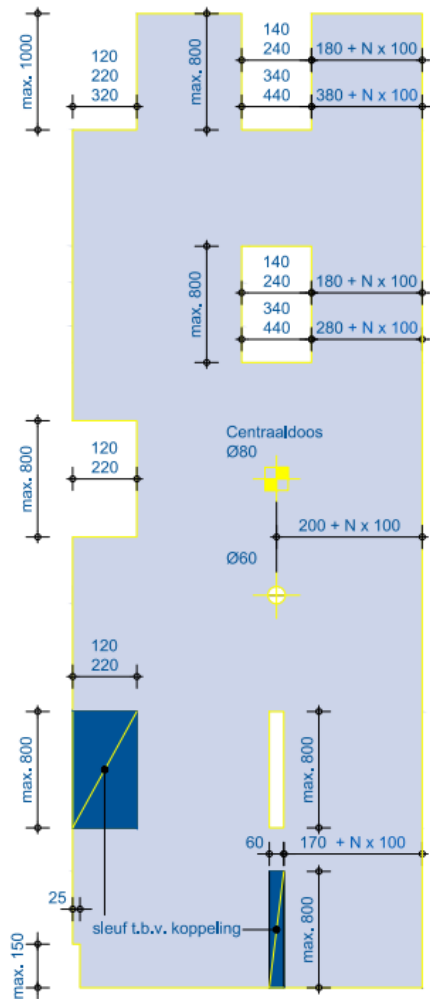 max. 1000
120
220
320
max. 800
140
240
340
440
180 + N x 100
380 + N x 100
max. 800
140
240
340
440
180 + N x 100
280 + N x 100
max. 800
120
220
Centraaldoos
Ø80
200 + N x 100
Ø60
120
220
max. 800
max. 800
60
170 + N x 100
25
sleuf t.b.v. koppeling
max. 800
max. 150